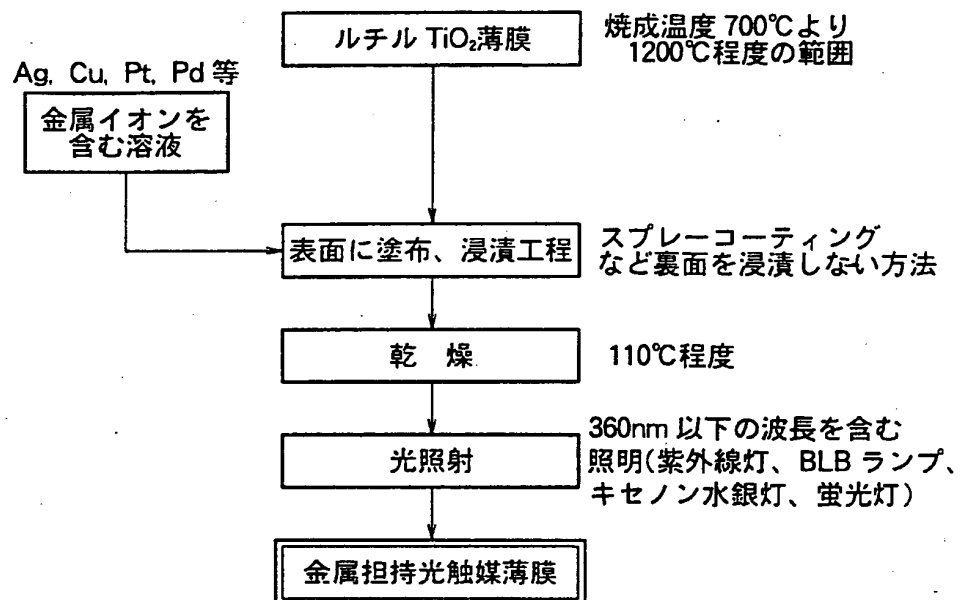 ルチル TiO₂薄膜
焼成温度 700℃より
1200℃程度の範囲
Ag, Cu, Pt, Pd 等
金属イオンを
含む溶液
表面に塗布、浸漬工程
スプレーコーティング
など裏面を浸漬しない方法
乾 燥
110℃程度
光照射
360nm 以下の波長を含む
照明(紫外線灯、BLB ランプ、
キセノン水銀灯、蛍光灯)
金属担持光触媒薄膜